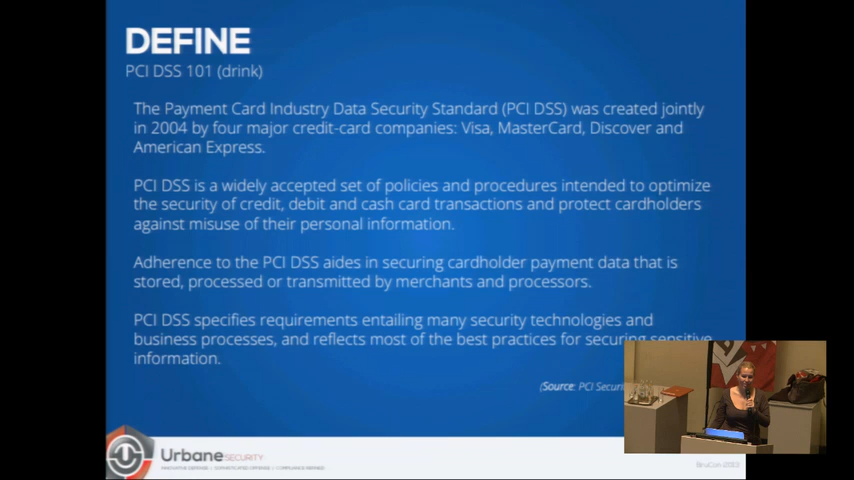 DEFINE
PCI DSS 101 (drink)
The Payment Card Industry Data Security Standard (PCI DSS) was created jointly
in 2004 by four major credit-card companies: Visa, MasterCard, Discover and
American Express.
PCI DSS is a widely accepted set of policies and procedures intended to optimize
the security of credit, debit and cash card transactions and protect cardholders
against misuse of their personal information.
Adherence to the PCI DSS aides in securing cardholder payment data that is
stored, processed or transmitted by merchants and processors.
PCI DSS specifies requirements entailing many security technologies and
business processes, and reflects most of the best practices for securing sensitive
information.
(Source: PCI
Urbane SECURITY